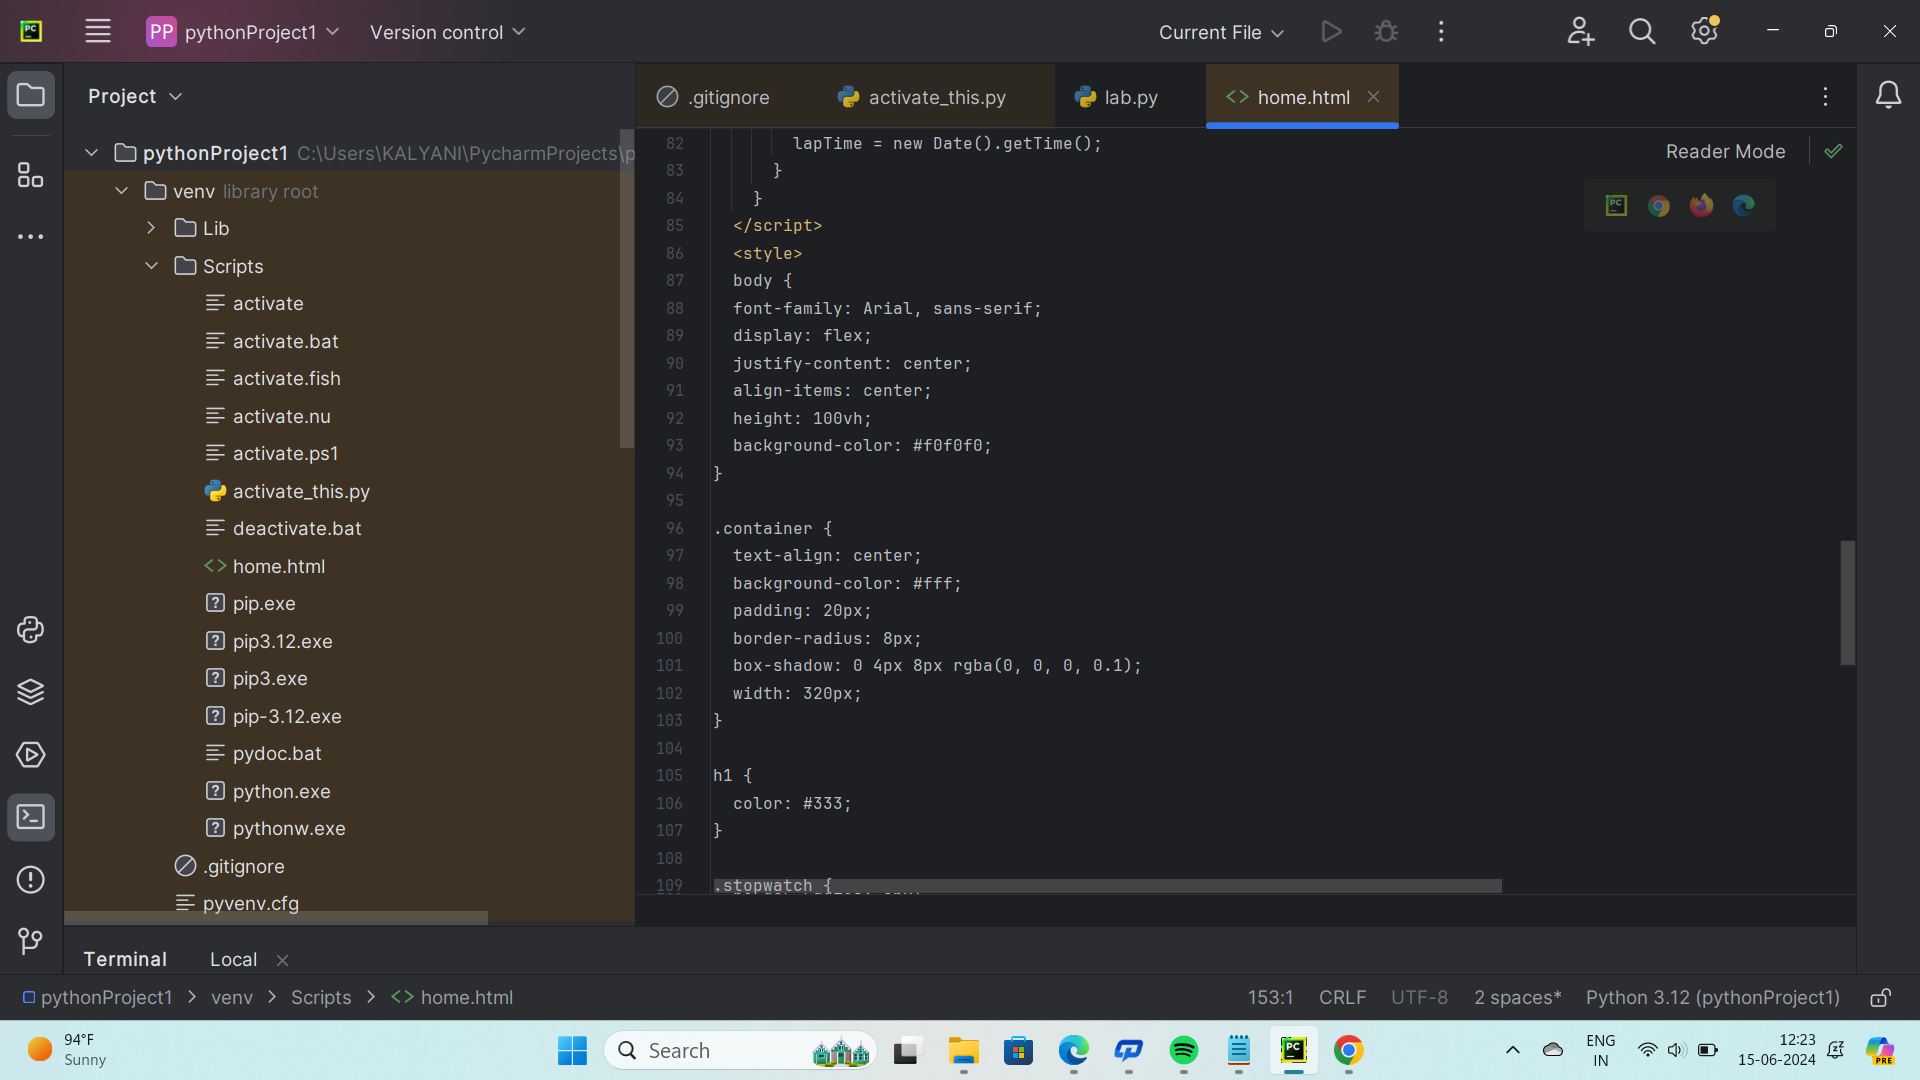 PC
PP pythonProject1
Version control
Current File
Project
.gitignore
activate_this.py
lab.py
<> home.html
pythonProject1 C:\Users\KALYANI\PycharmProjects\p
venv library root
Lib
Scripts
activate
activate.bat
activate.fish
activate.nu
activate.ps1
activate_this.py
deactivate.bat
<> home.html
pip.exe
pip3.12.exe
pip3.exe
pip-3.12.exe
pydoc.bat
python.exe
pythonw.exe
.gitignore
pyvenv.cfg
Reader Mode
PC
82 lapTime = new Date().getTime();
83 }
84 }
85 </script>
86 <style>
87 body {
88 font-family: Arial, sans-serif;
89 display: flex;
90 justify-content: center;
91 align-items: center;
92 height: 100vh;
93 background-color: #f0f0f0;
94 }
95
96 .container {
97 text-align: center;
98 background-color: #fff;
99 padding: 20px;
100 border-radius: 8px;
101 box-shadow: 0 4px 8px rgba(0, 0, 0, 0.1);
102 width: 320px;
103 }
104
105 h1 {
106 color: #333;
107 }
108
109 .stopwatch {
Terminal
Local
pythonProject1 > venv > Scripts > <> home.html
153:1
CRLF
UTF-8
2 spaces*
Python 3.12 (pythonProject1)
94°F
Sunny
Search
PC
ENG
IN
12:23
15-06-2024
PRE